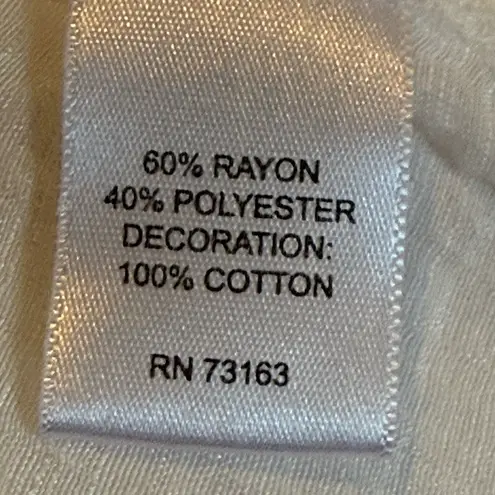 60% RAYON
40% POLYESTER
DECORATION:
100% COTTON
RN 73163